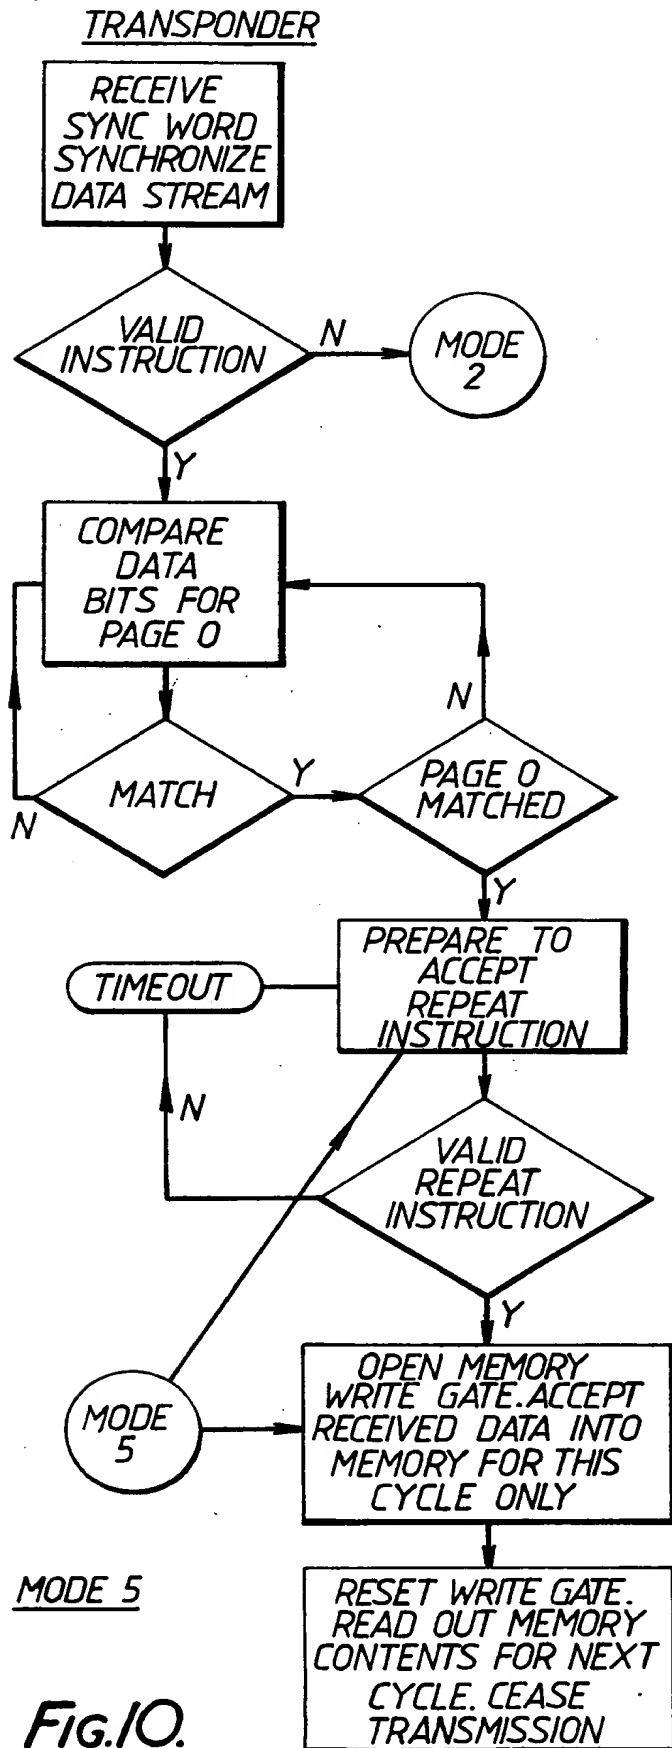 TRANSPONDER
RECEIVE
SYNC WORD
SYNCHRONIZE
DATA STREAM
VALID
INSTRUCTION
N
MODE
2
Y
COMPARE
DATA
BITS FOR
PAGE 0
N
MATCH
Y
PAGE 0
MATCHED
N
Y
PREPARE TO
ACCEPT
REPEAT
INSTRUCTION
TIMEOUT
N
VALID
REPEAT
INSTRUCTION
Y
MODE
5
OPEN MEMORY
WRITE GATE. ACCEPT
RECEIVED DATA INTO
MEMORY FOR THIS
CYCLE ONLY
RESET WRITE GATE.
READ OUT MEMORY
CONTENTS FOR NEXT
CYCLE. CEASE
TRANSMISSION
MODE 5
FIG.10.